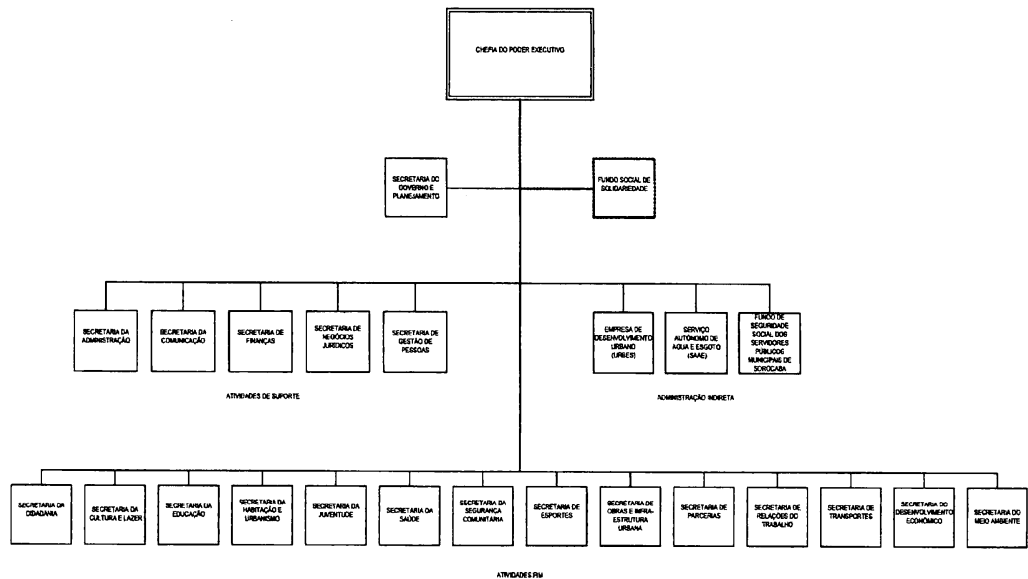 CHEFIA DO PODER EXECUTIVO
SECRETARIA DO
GOVERNO E
PLANEJAMENTO
FUNDO SOCIAL DE
SOLIDARIEDADE
SECRETARIA DA
ADMINISTRAÇÃO
SECRETARIA DA
COMUNICAÇÃO
SECRETARIA DE
FINANÇAS
SECRETARIA DE
NEGÓCIOS
JURÍDICOS
SECRETARIA DE
GESTÃO DE
PESSOAS
EMPRESA DE
DESENVOLVIMENTO
URBANO
(URBES)
SERVIÇO
AUTÔNOMO DE
ÁGUA E ESGOTO
(SAAE)
FUNDO DE
SEGURIDADE
SOCIAL DOS
SERVIDORES
PÚBLICOS
MUNICIPAIS DE
SOROCABA
ATIVIDADES DE SUPORTE
ADMINISTRAÇÃO INDIRETA
SECRETARIA DA
CIDADANIA
SECRETARIA DA
CULTURA E LAZER
SECRETARIA DA
EDUCAÇÃO
SECRETARIA DA
HABITAÇÃO E
URBANISMO
SECRETARIA DA
JUVENTUDE
SECRETARIA DA
SAÚDE
SECRETARIA DA
SEGURANÇA
COMUNITÁRIA
SECRETARIA DE
ESPORTES
SECRETARIA DE
OBRAS E INFRA-
ESTRUTURA
URBANA
SECRETARIA DE
PARCERIAS
SECRETARIA DE
RELAÇÕES DO
TRABALHO
SECRETARIA DE
TRANSPORTES
SECRETARIA DO
DESENVOLVIMENTO
ECONÔMICO
SECRETARIA DO
MEIO AMBIENTE
ATIVIDADES FIM